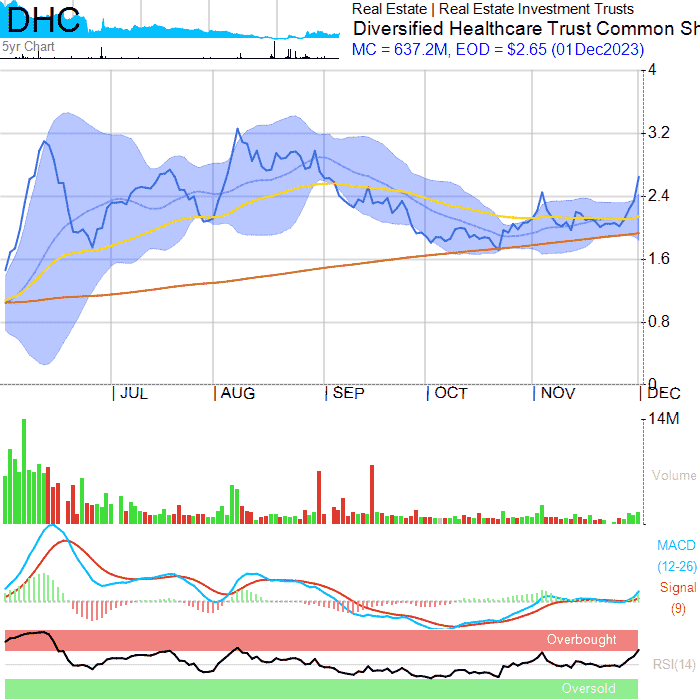 DHC
5yr Chart
Real Estate | Real Estate Investment Trusts
Diversified Healthcare Trust Common Sh
MC = 637.2M, EOD = $2.65 (01Dec2023)
4
3.2
2.4
1.6
0.8
0
JUL
AUG
SEP
OCT
NOV
DEC
14M
Volume
MACD
(12-26)
Signal
(9)
Overbought
RSI(14)
Oversold